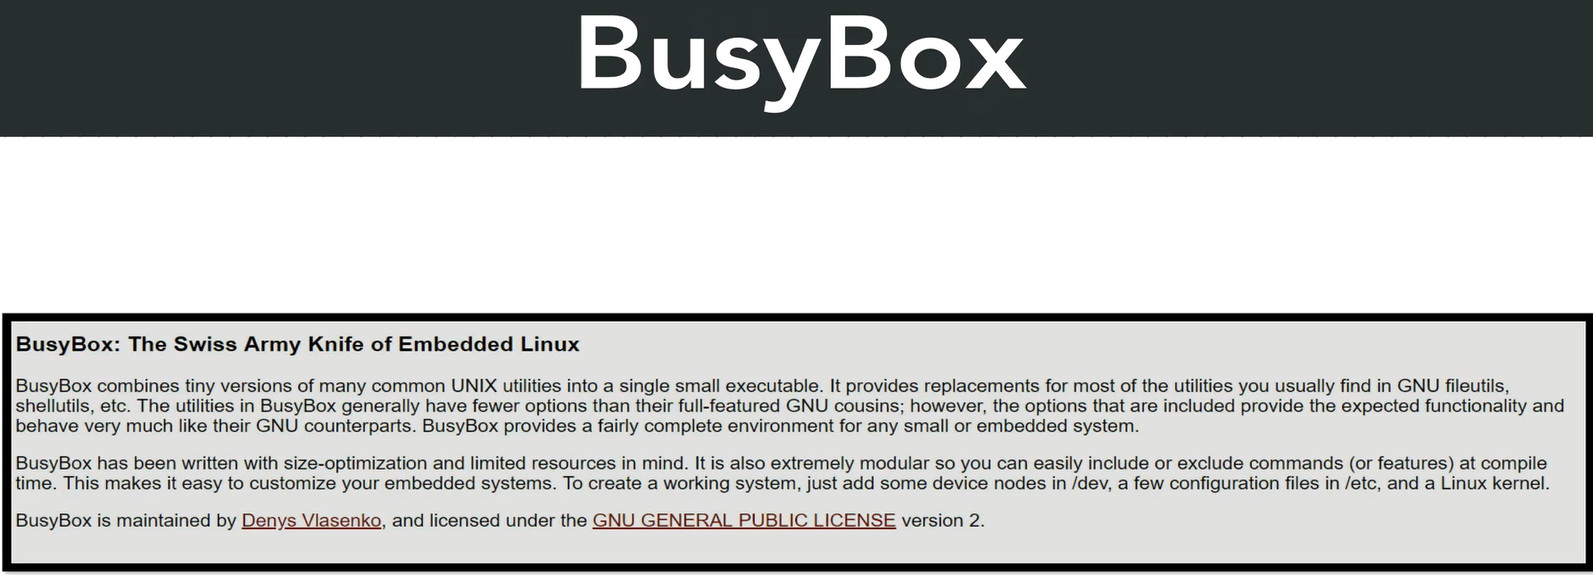 BusyBox
BusyBox: The Swiss Army Knife of Embedded Linux
BusyBox combines tiny versions of many common UNIX utilities into a single small executable. It provides replacements for most of the utilities you usually find in GNU fileutils,
shellutils, etc. The utilities in BusyBox generally have fewer options than their full-featured GNU cousins; however, the options that are included provide the expected functionality and
behave very much like their GNU counterparts. BusyBox provides a fairly complete environment for any small or embedded system.
BusyBox has been written with size-optimization and limited resources in mind. It is also extremely modular so you can easily include or exclude commands (or features) at compile
time. This makes it easy to customize your embedded systems. To create a working system, just add some device nodes in /dev, a few configuration files in /etc, and a Linux kernel.
BusyBox is maintained by Denys Vlasenko, and licensed under the GNU GENERAL PUBLIC LICENSE version 2.